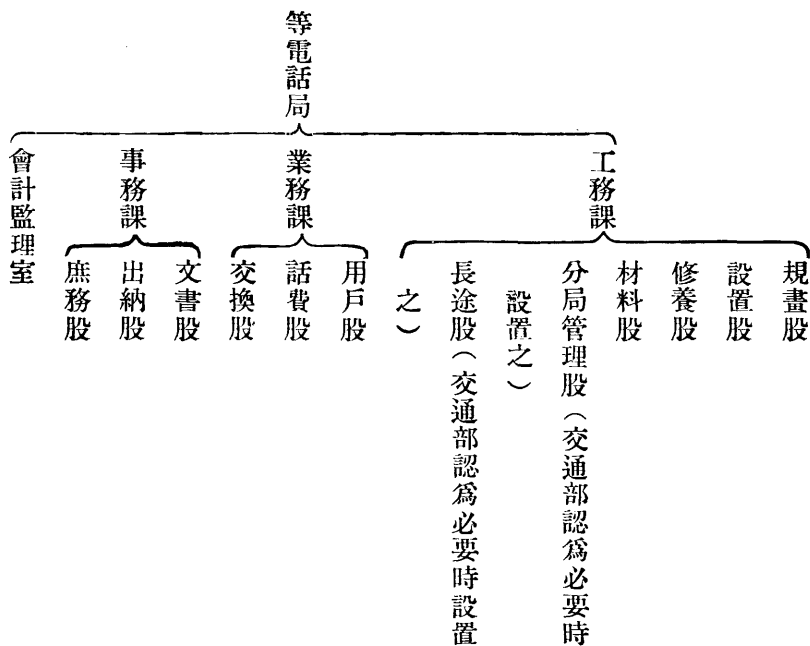 等電話局
工務課
規畫股
設置股
修養股
材料股
分局管理股（交通部認爲必要時
設置之）
長途股（交通部認爲必要時設置
之）
業務課
用戶股
話費股
交換股
事務課
文書股
出納股
庶務股
會計監理室